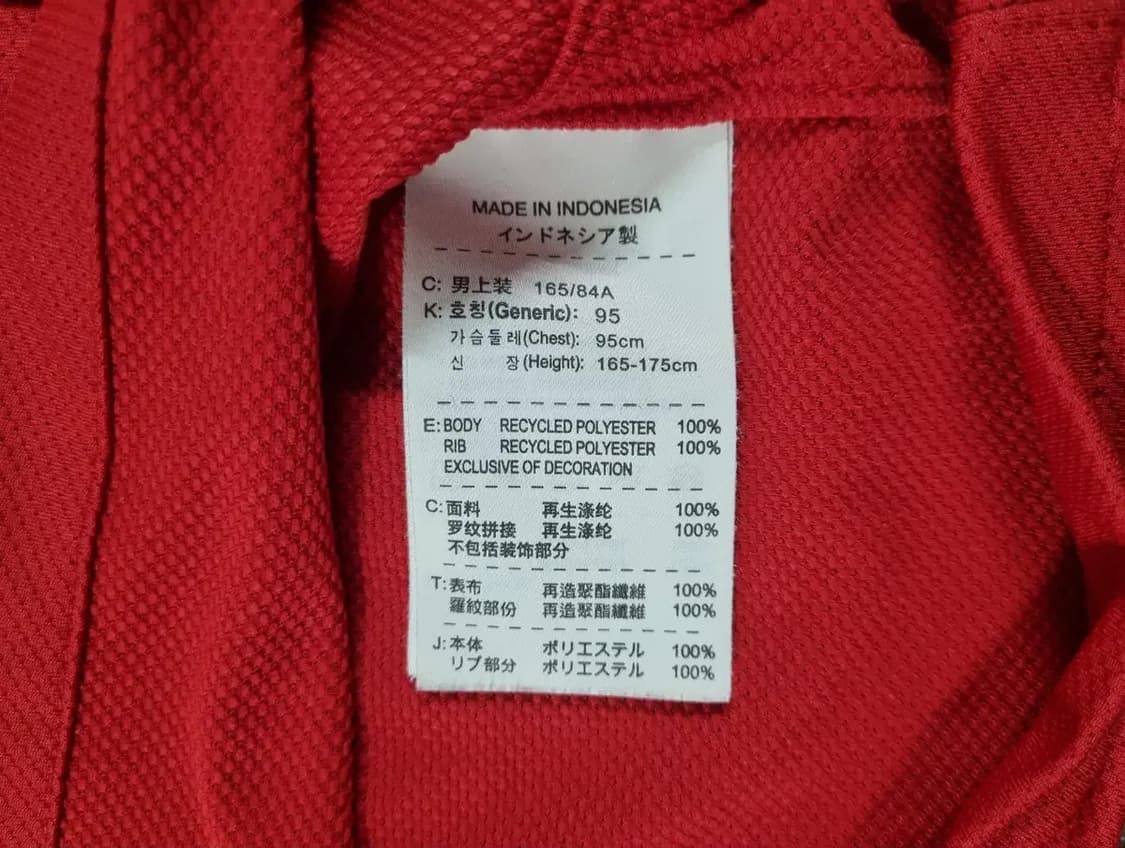 MADE IN INDONESIA
インドネシア製
C: 男上装 165/84A
K: 호칭(Generic): 95
가슴둘레(Chest): 95cm
신 장(Height): 165-175cm
E: BODY RECYCLED POLYESTER 100%
RIB RECYCLED POLYESTER 100%
EXCLUSIVE OF DECORATION
C: 面料 再生涤纶 100%
罗纹拼接 再生涤纶 100%
不包括装饰部分
T: 表布 再造聚酯纖維 100%
羅紋部份 再造聚酯纖維 100%
J: 本体 ポリエステル 100%
リブ部分 ポリエステル 100%